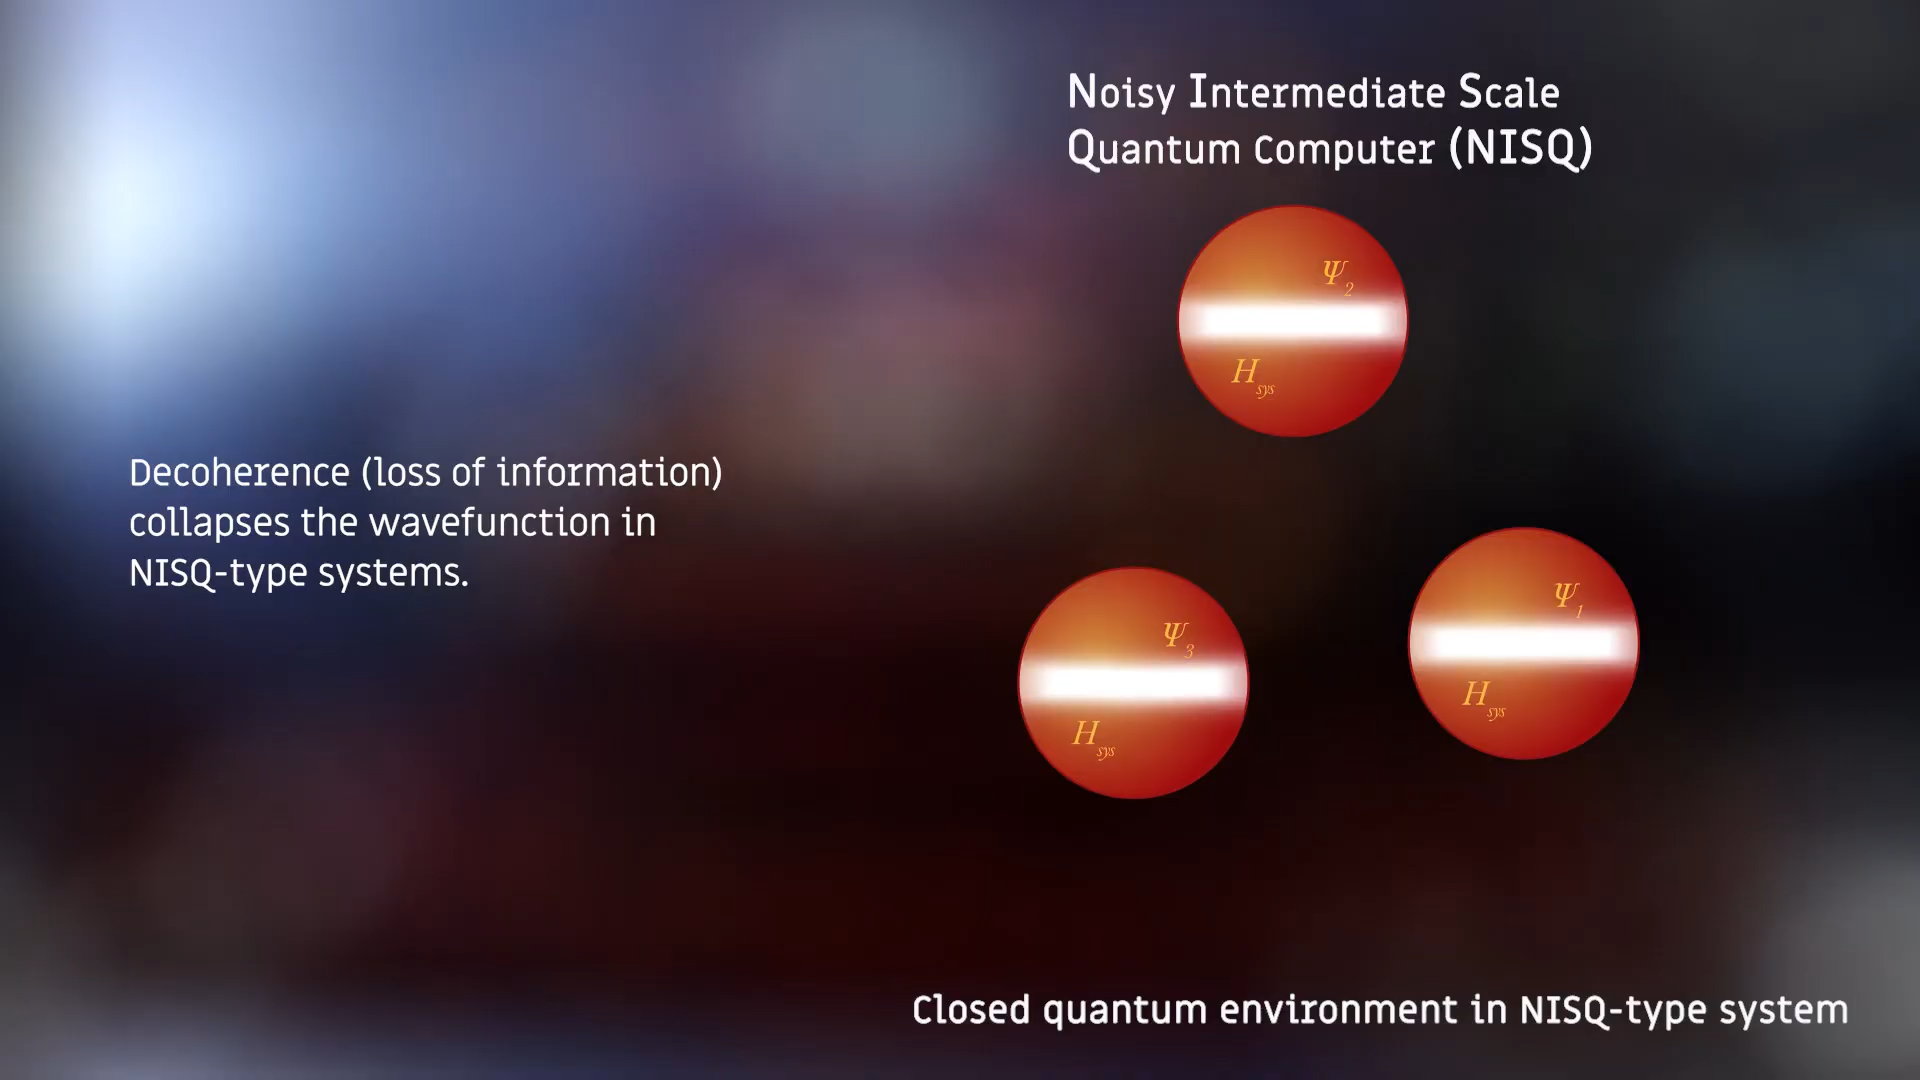 Noisy Intermediate Scale
Quantum Computer (NISQ)
Ψ2
Hsys
Decoherence (loss of information)
collapses the wavefunction in
NISQ-type systems.
Ψ1
Hsys
Ψ3
Hsys
Closed quantum environment in NISQ-type system